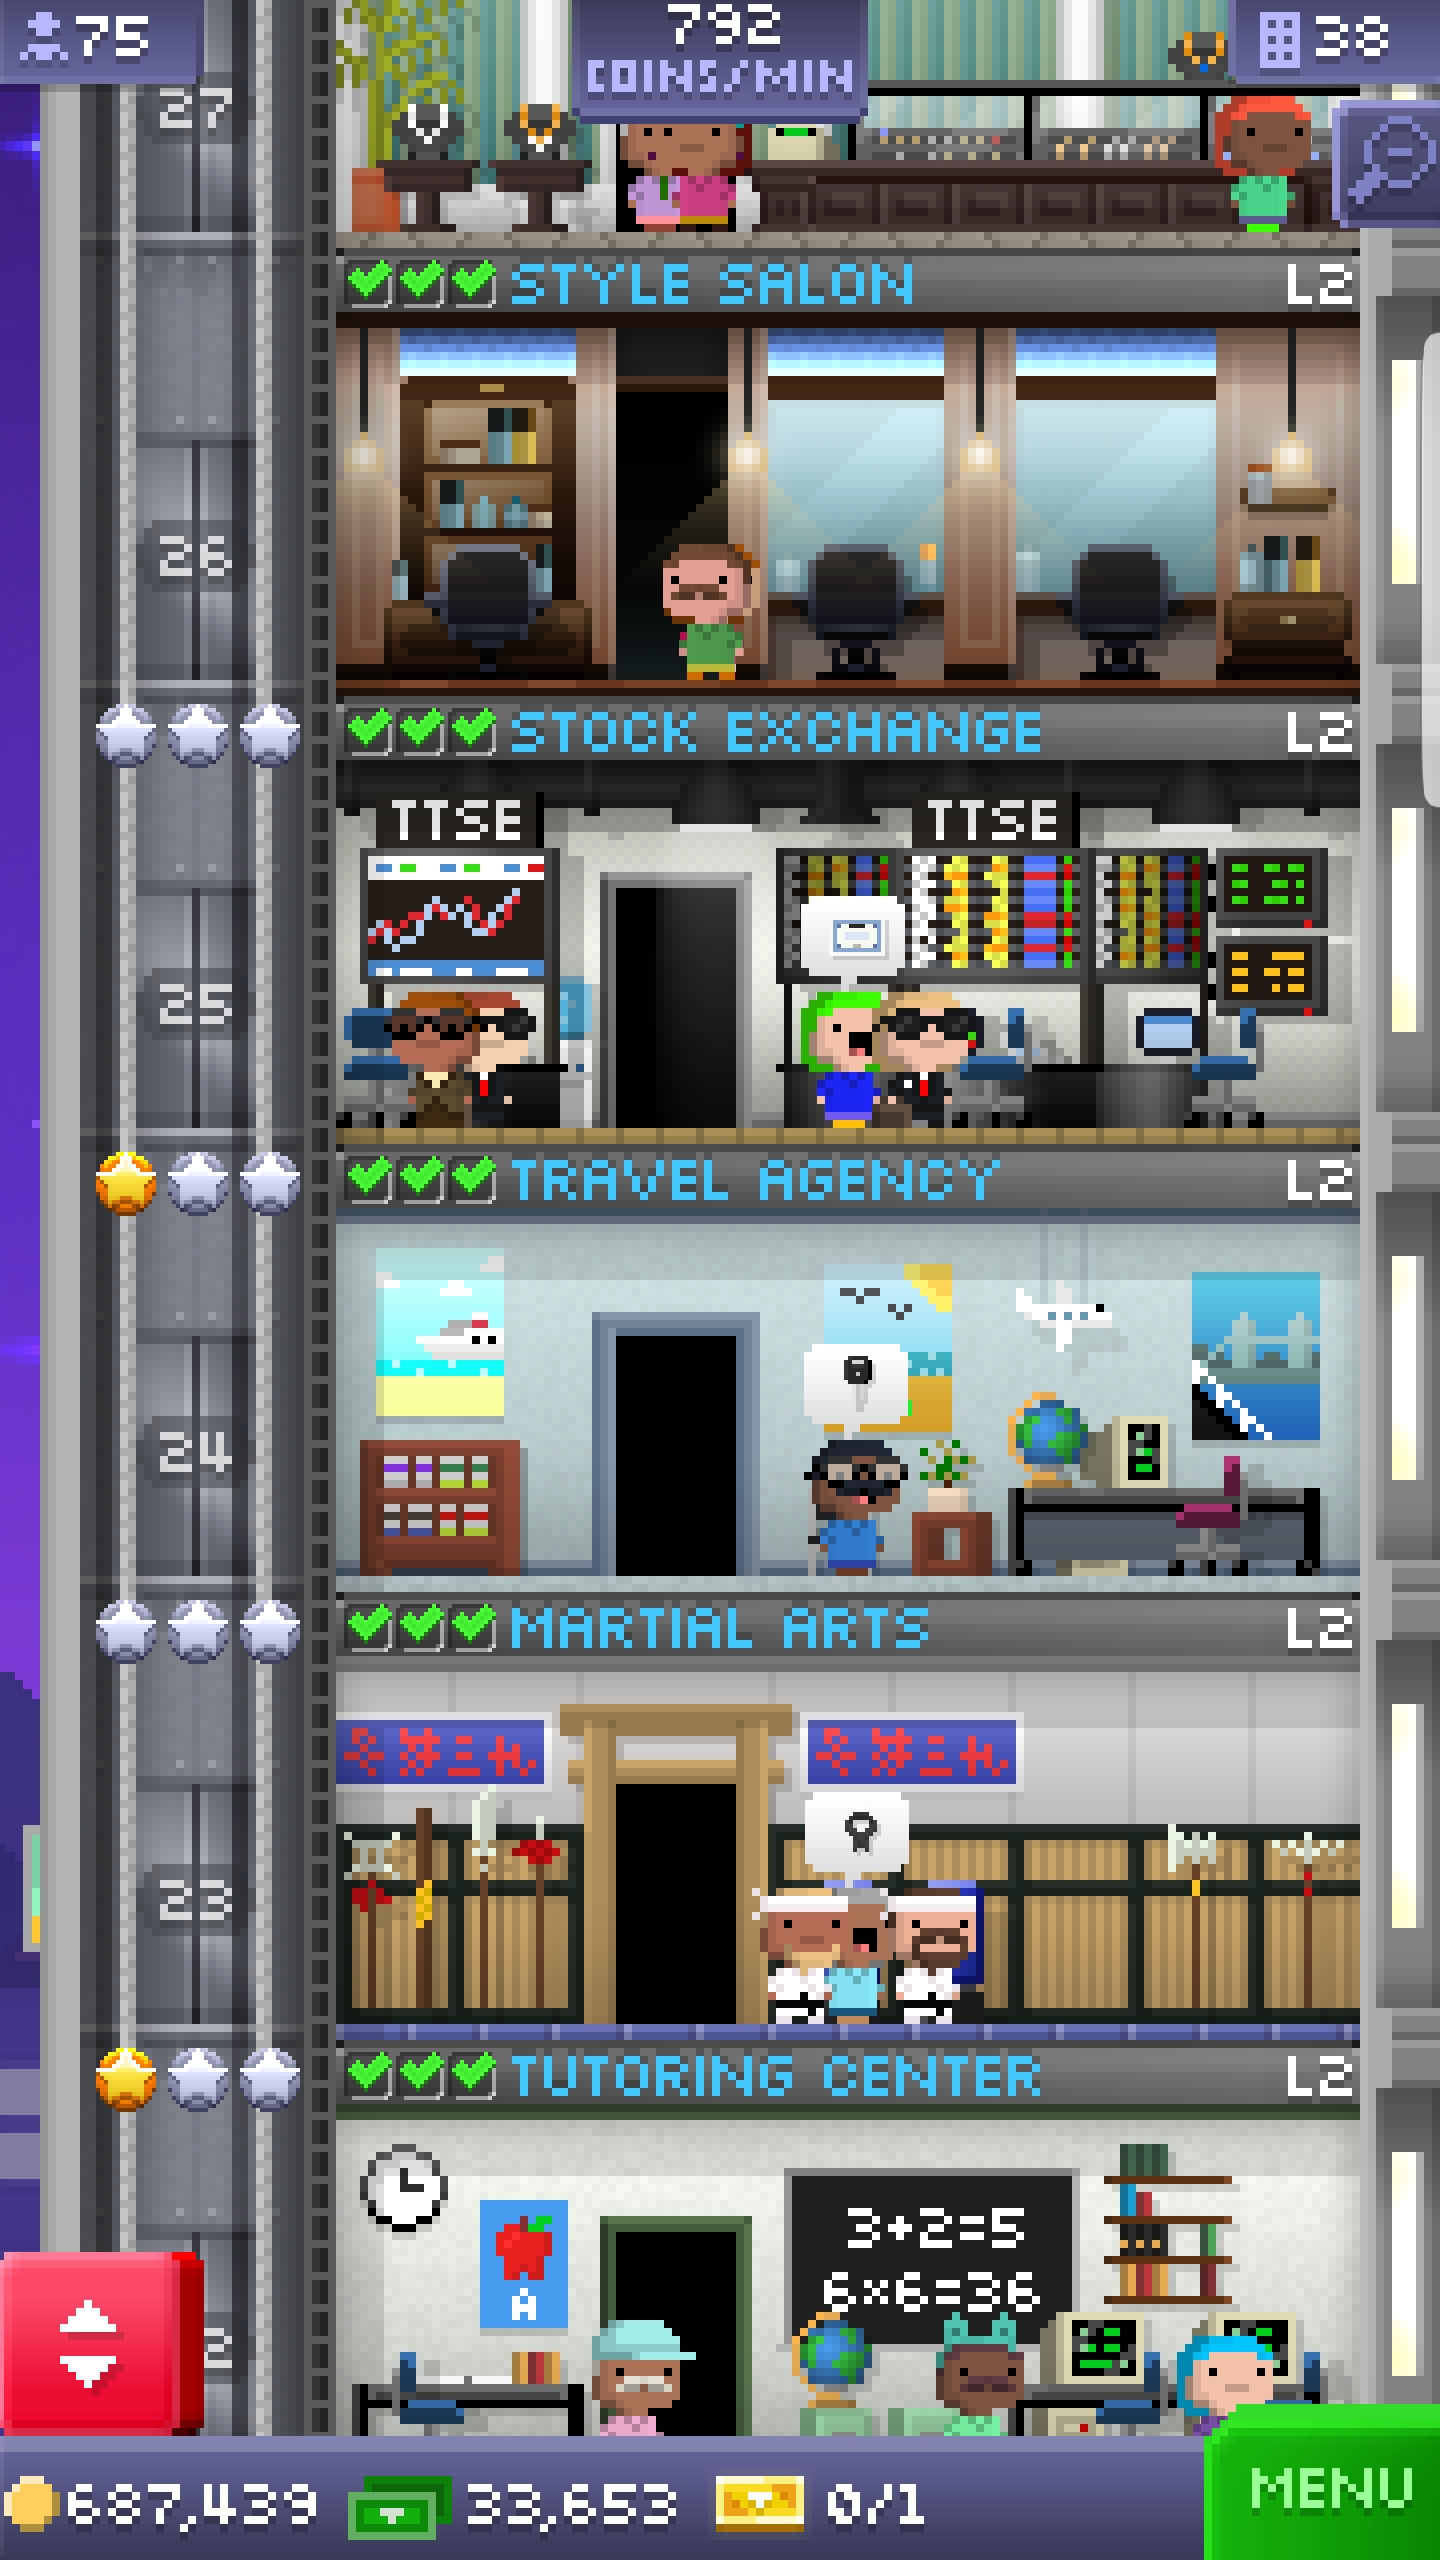 75
792
COINS/MIN
38
27
STYLE SALON L2
26
STOCK EXCHANGE L2
TTSE TTSE
25
TRAVEL AGENCY L2
24
MARTIAL ARTS L2
23
TUTORING CENTER L2
3+2=5
6×6=36
A
2
687,439 33,653 0/1 MENU